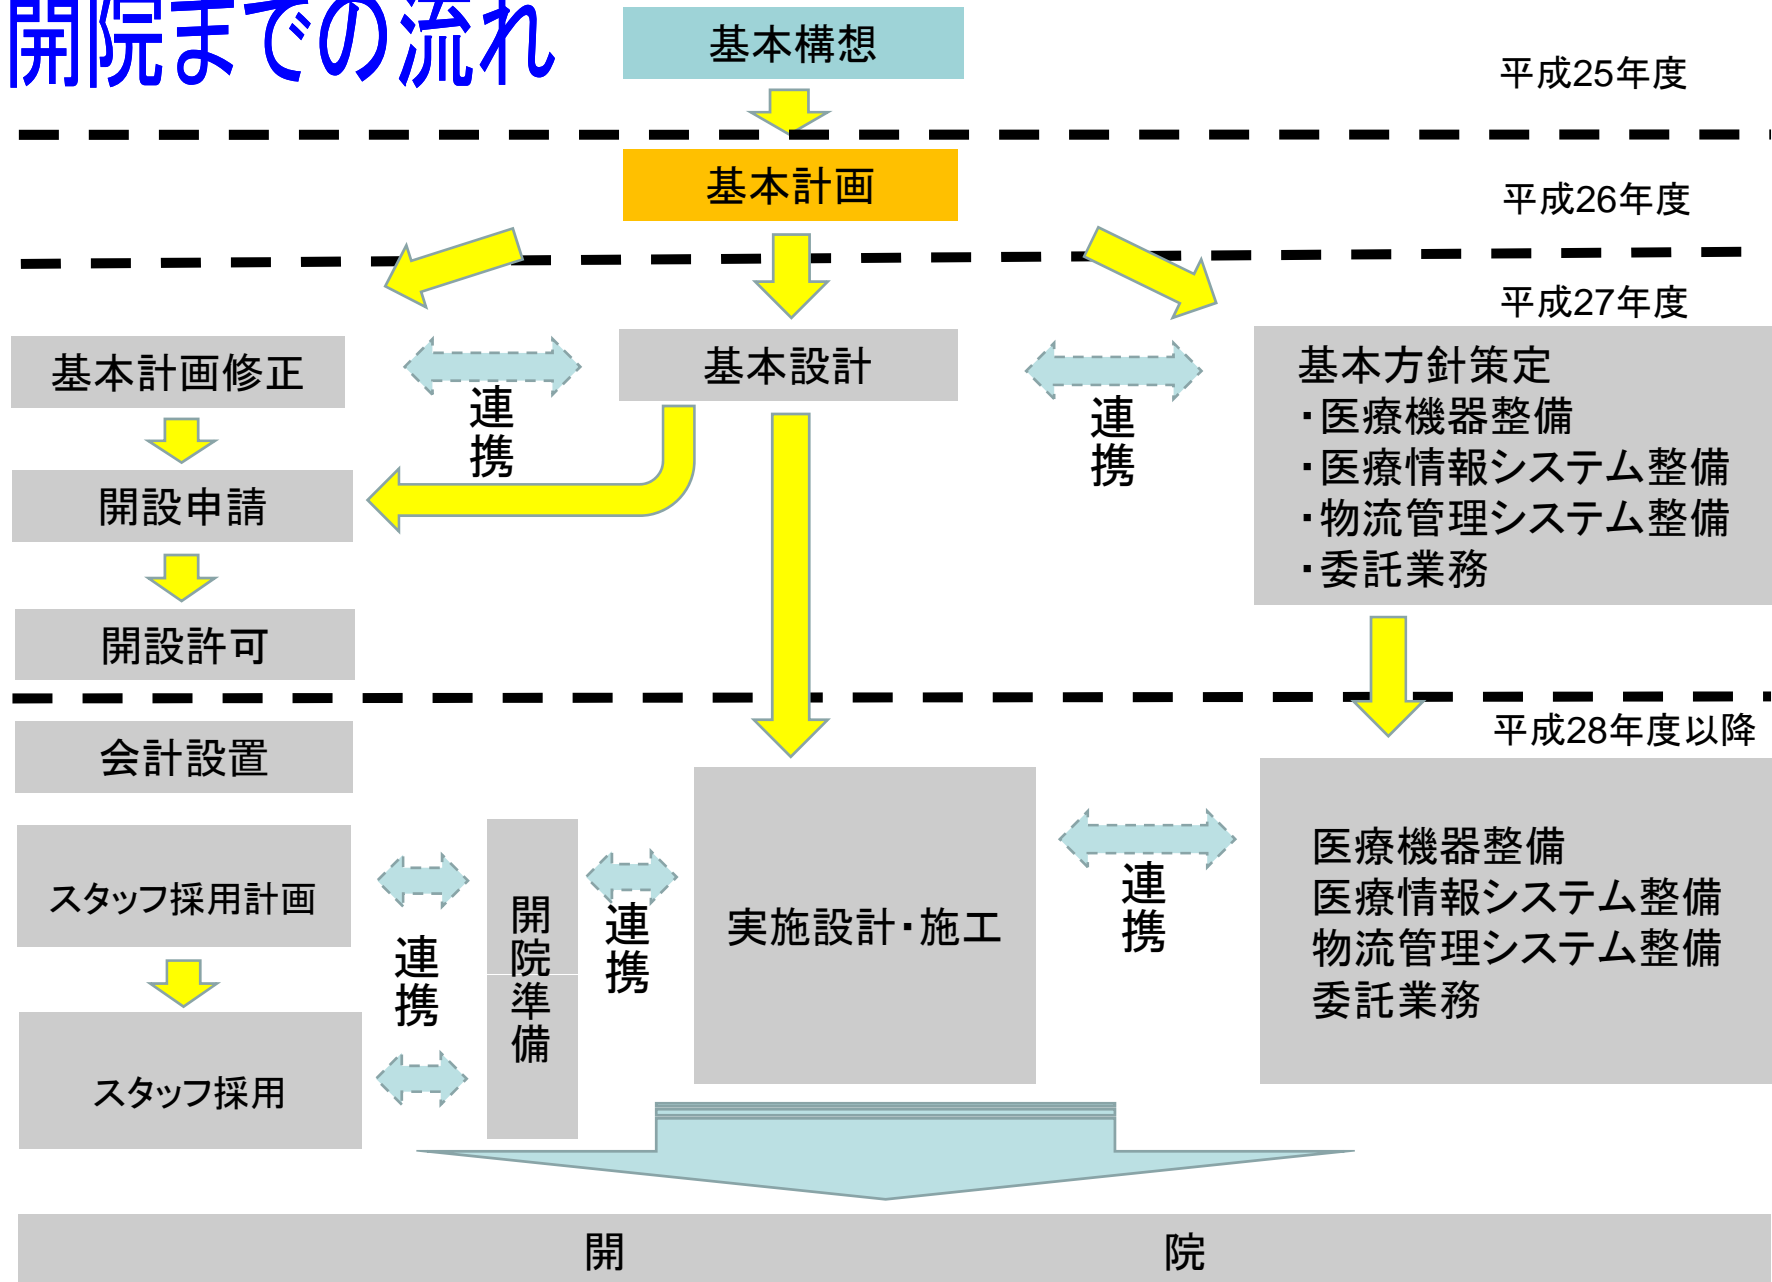 開院までの流れ
基本構想
平成25年度
基本計画
平成26年度
平成27年度
基本計画修正
連携
基本設計
連携
基本方針策定
・医療機器整備
・医療情報システム整備
・物流管理システム整備
・委託業務
開設申請
開設許可
平成28年度以降
会計設置
スタッフ採用計画
連携
開院準備
連携
実施設計・施工
連携
医療機器整備
医療情報システム整備
物流管理システム整備
委託業務
スタッフ採用
開　院